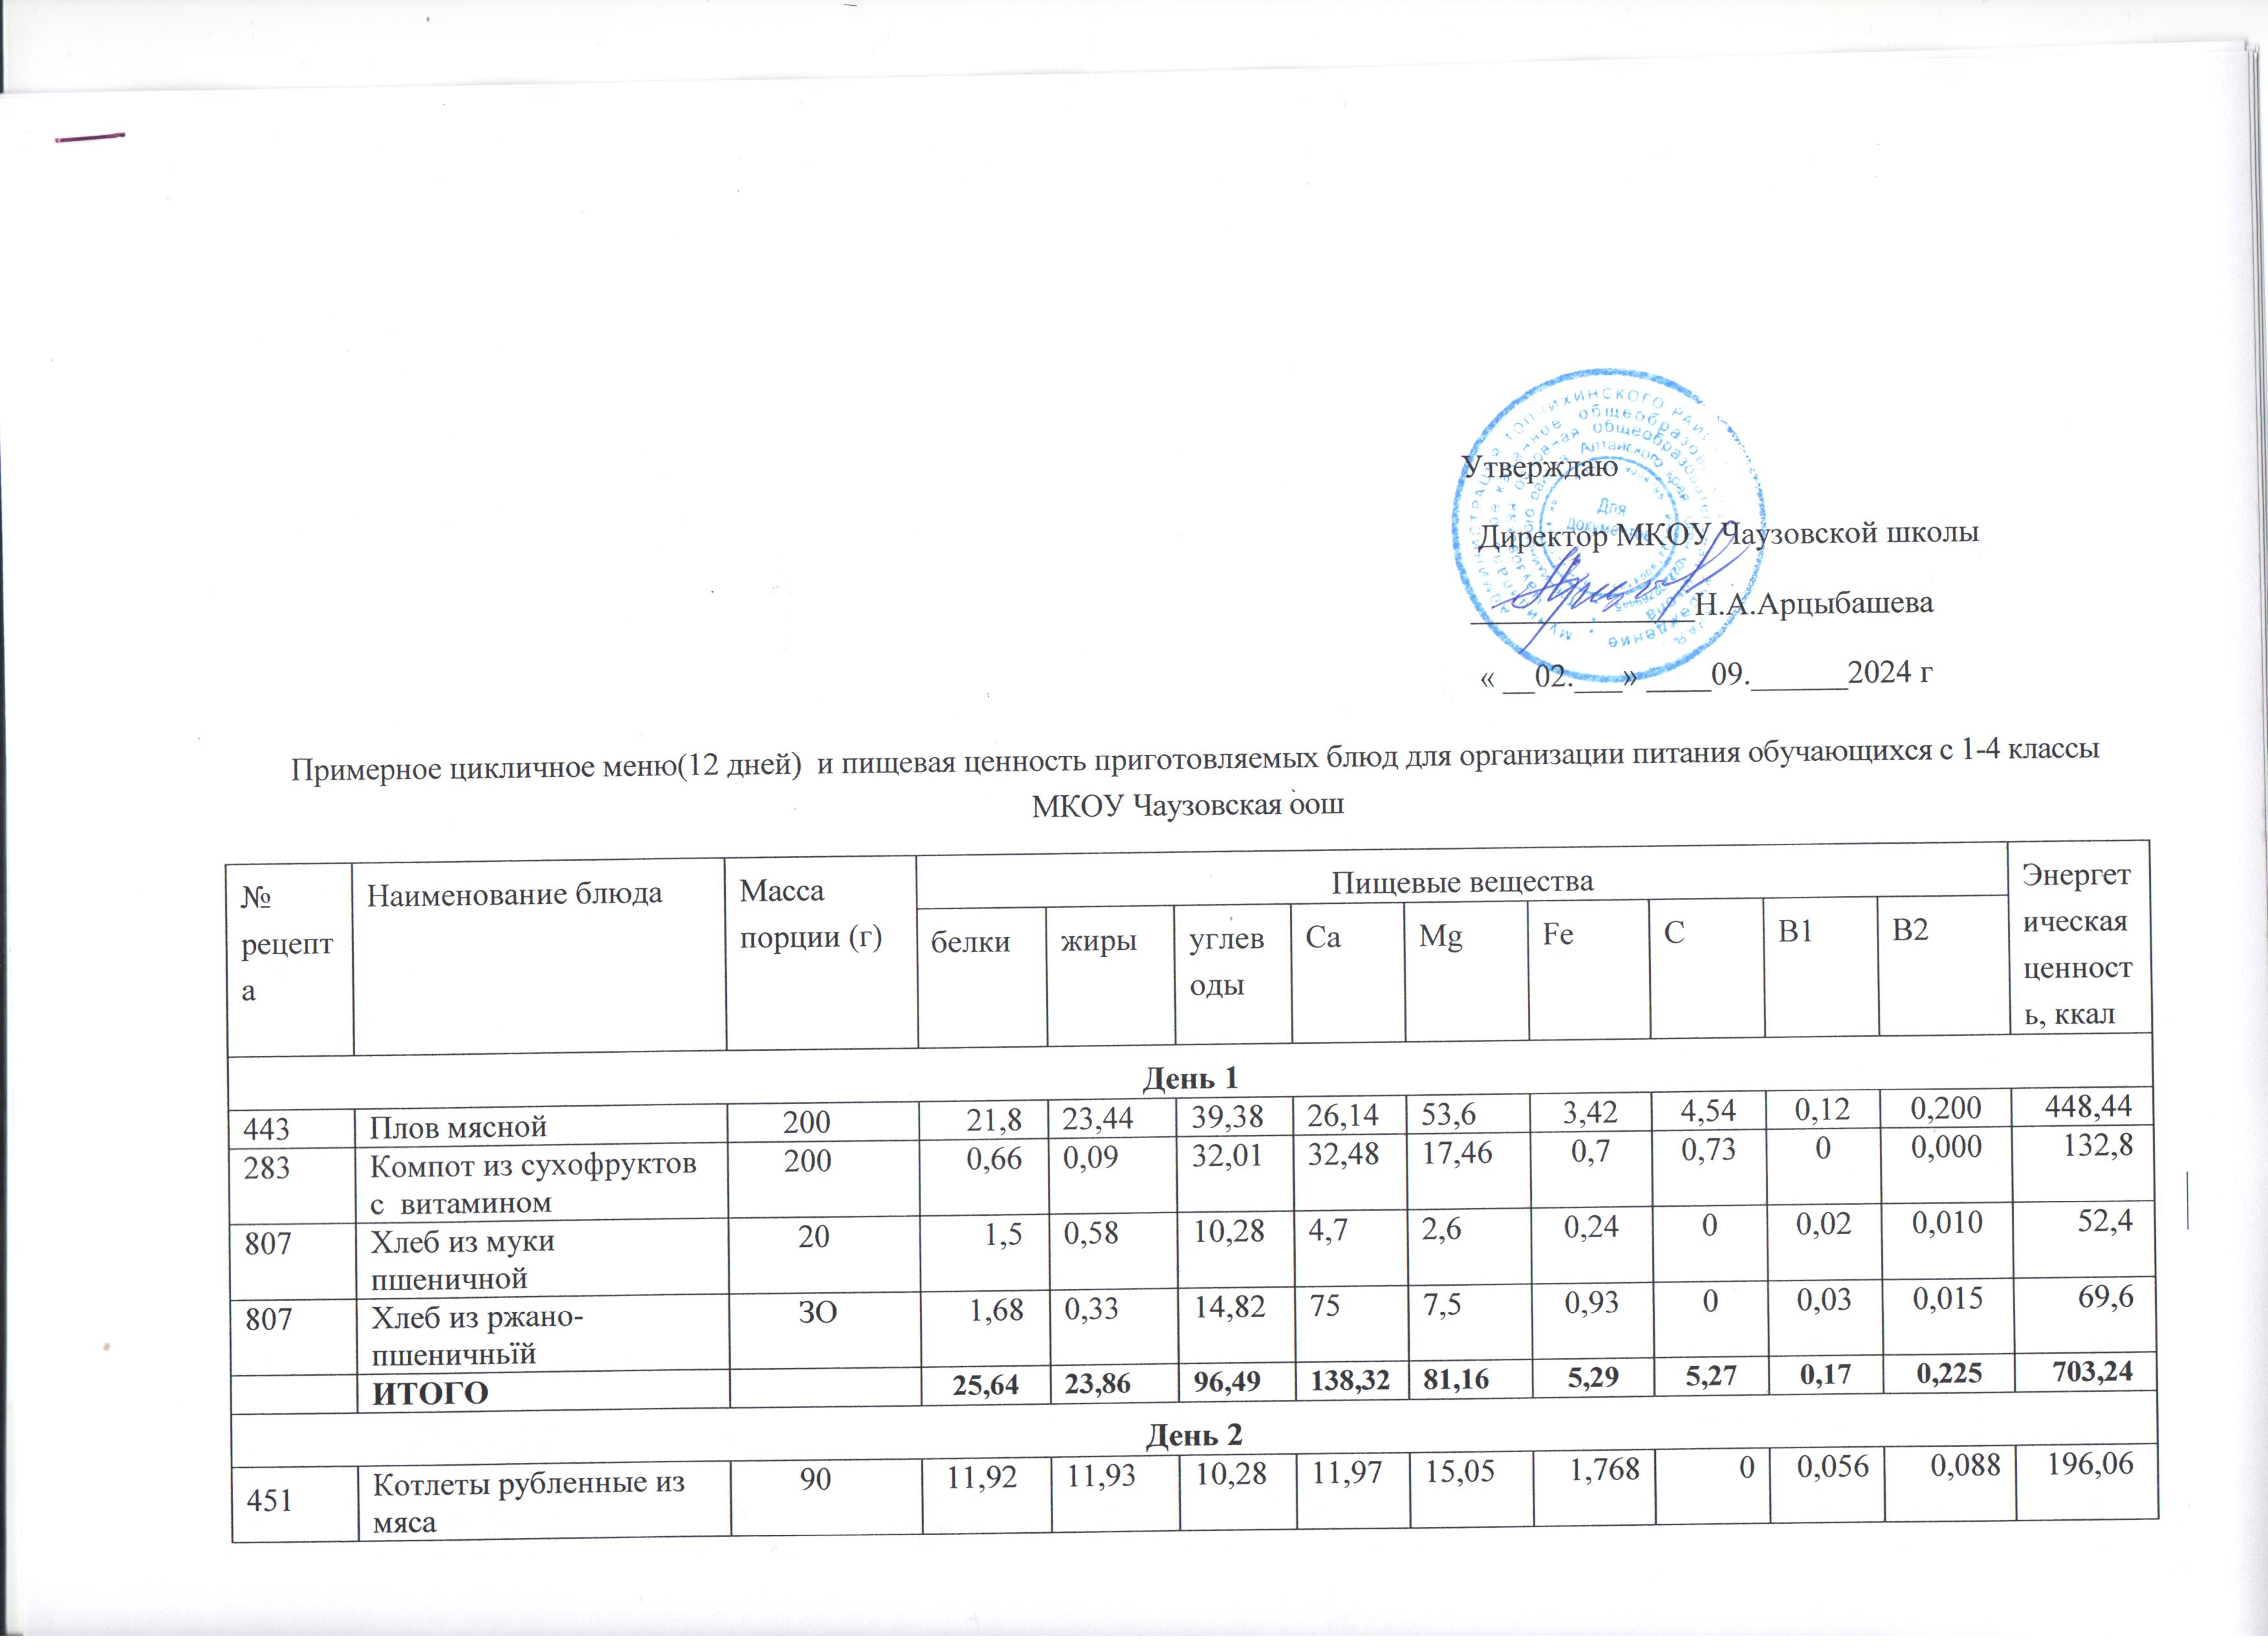 Утверждаю
Директор МКОУ Чаузовской школы
______________Н.А.Арцыбашева
« __02.___» ____09.______2024 г
Для
документов
Примерное цикличное меню(12 дней)  и пищевая ценность приготовляемых блюд для организации питания обучающихся с 1-4 классы
МКОУ Чаузовская оош
№ рецепта Наименование блюда Масса порции (г) Пищевые вещества Энергетическая ценность, ккал
белки жиры углеводы Ca Mg Fe C B1 B2
День 1
443 Плов мясной 200 21,8 23,44 39,38 26,14 53,6 3,42 4,54 0,12 0,200 448,44
283 Компот из сухофруктов 200 0,66 0,09 32,01 32,48 17,46 0,7 0,73 0 0,000 132,8
с  витамином
807 Хлеб из муки 20 1,5 0,58 10,28 4,7 2,6 0,24 0 0,02 0,010 52,4
пшеничной
807 Хлеб из ржано- ЗО 1,68 0,33 14,82 75 7,5 0,93 0 0,03 0,015 69,6
пшеничньїй
ИТОГО 25,64 23,86 96,49 138,32 81,16 5,29 5,27 0,17 0,225 703,24
День 2
451 Котлеты рубленные из 90 11,92 11,93 10,28 11,97 15,05 1,768 0 0,056 0,088 196,06
мяса